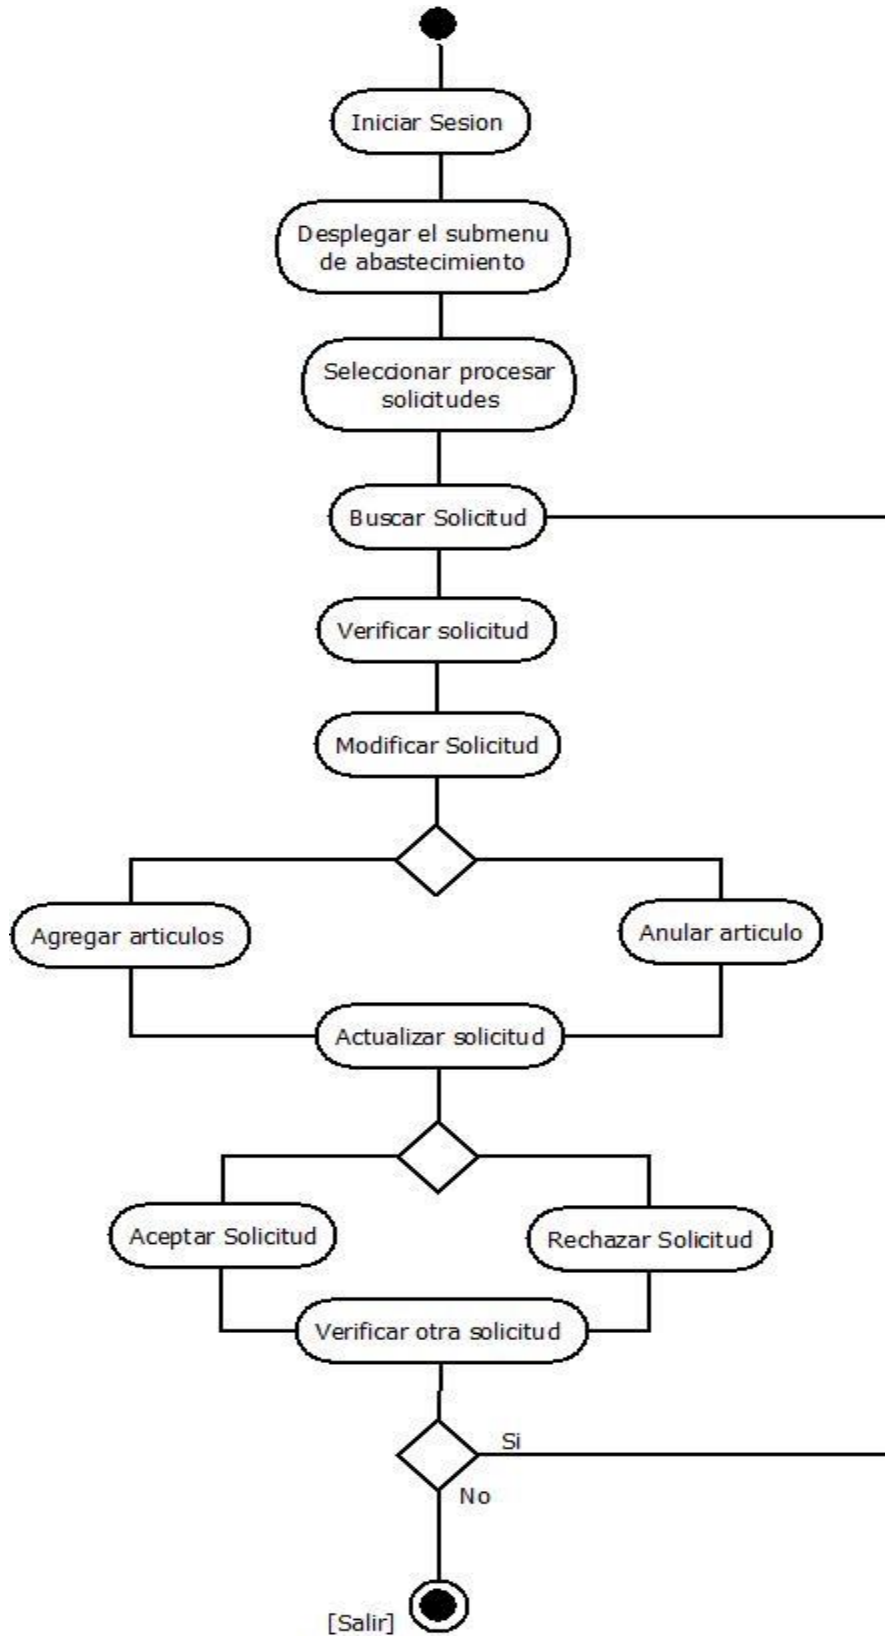 Iniciar Sesion
Desplegar el submenu
de abastecimiento
Seleccionar procesar
solicitudes
Buscar Solicitud
Verificar solicitud
Modificar Solicitud
Agregar articulos
Anular articulo
Actualizar solicitud
Aceptar Solicitud
Rechazar Solicitud
Verificar otra solicitud
Si
No
[Salir]